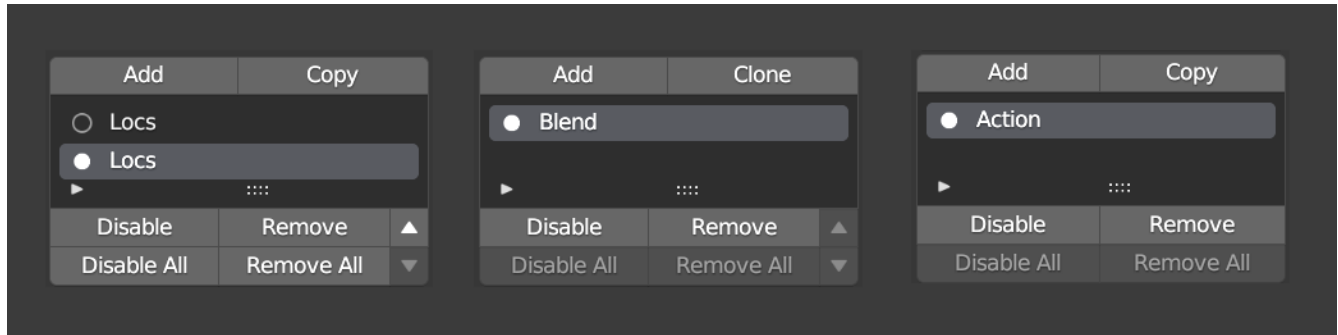 Add Copy
Locs
Locs
Disable Remove
Disable All Remove All
Add Clone
Blend
Disable Remove
Disable All Remove All
Add Copy
Action
Disable Remove
Disable All Remove All